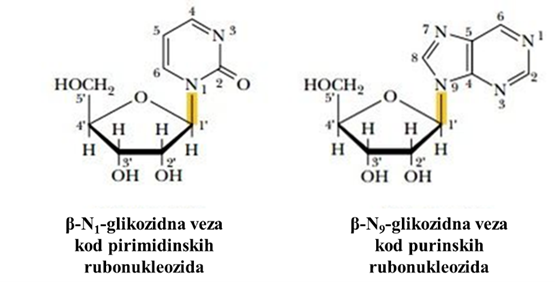 4
5
N 3
6
N
1
2
O
HOCH₂
5'
O
4'
1'
H
H
H
H
3'
2'
OH
OH
6
7
N
5
N 1
8
2
N
9
4
N
3
HOCH₂
5'
O
4'
1'
H
H
H
H
3'
2'
OH
OH
β-N₁-glikozidna veza
kod pirimidinskih
rubonukleozida
β-N₉-glikozidna veza
kod purinskih
rubonukleozida